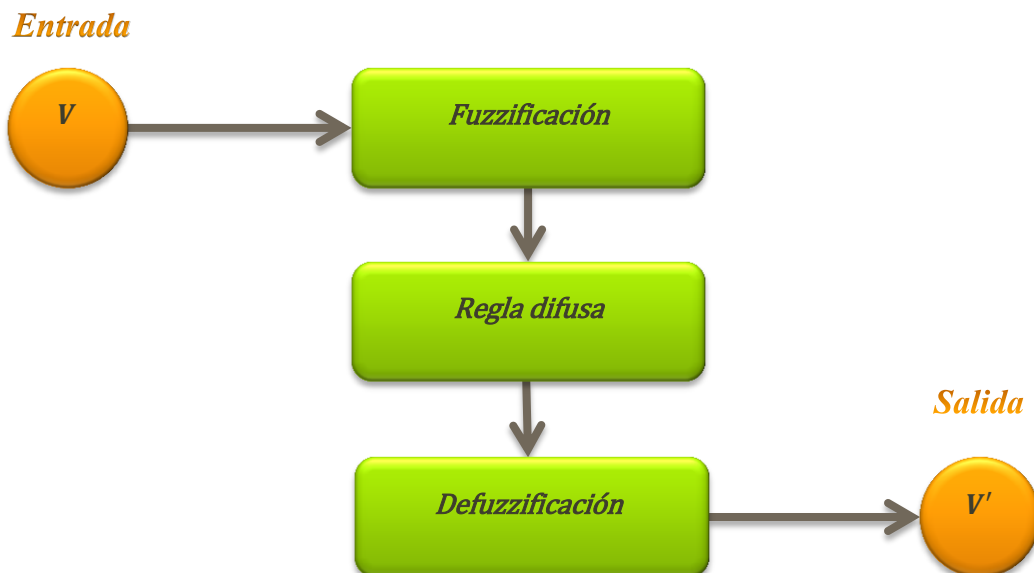 Entrada
V
Fuzzificación
Regla difusa
Salida
Defuzzificación
V'